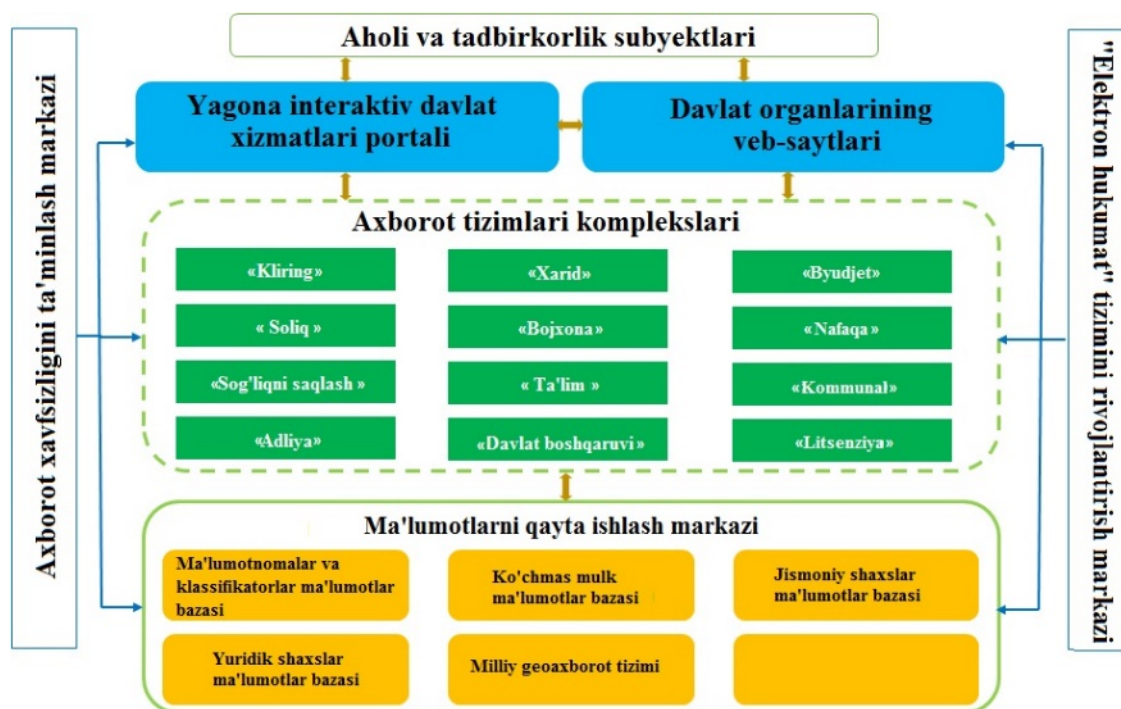 Aholi va tadbirkorlik subyektlari
Axborot xavfsizligini ta'minlash markazi
"Elektron hukumat" tizimini rivojlantirish markazi
Yagona interaktiv davlat
xizmatlari portali
Davlat organlarining
veb-saytlari
Axborot tizimlari komplekslari
«Kliring»
«Xarid»
«Byudjet»
« Soliq»
«Bojxona»
«Nafaqa»
«Sog'liqni saqlash »
« Ta'lim »
«Kommunal»
«Adliya»
«Davlat boshqaruvi»
«Litsenziya»
Ma'lumotlarni qayta ishlash markazi
Ma'lumotnomalar va
klassifikatorlar ma'lumotlar
bazasi
Ko'chmas mulk
ma'lumotlar bazasi
Jismoniy shaxslar
ma'lumotlar bazasi
Yuridik shaxslar
ma'lumotlar bazasi
Milliy geoaxborot tizimi